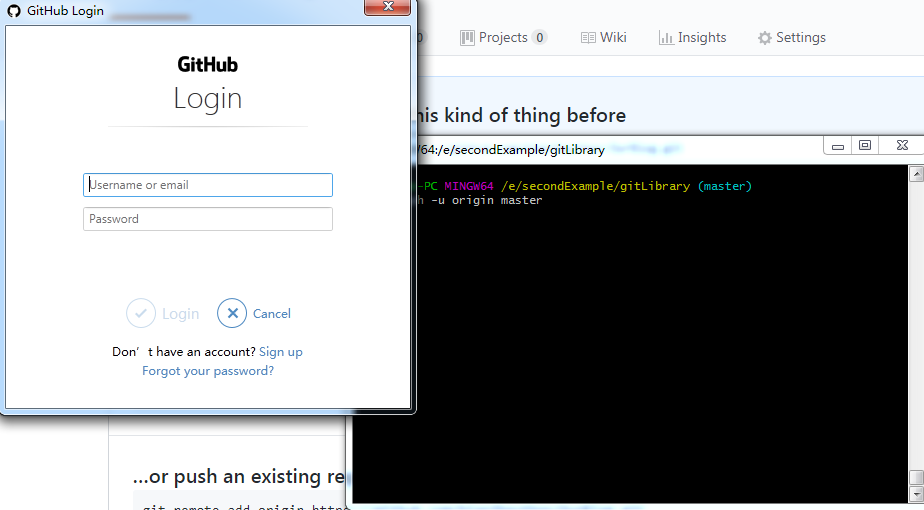 GitHub Login
GitHub
Login
Username or email
Password
Login
Cancel
Don't have an account? Sign up
Forgot your password?
0
Projects 0
Wiki
Insights
Settings
his kind of thing before
64:/e/secondExample/gitLibrary
-PC MINGW64 /e/secondExample/gitLibrary (master)
h -u origin master
...or push an existing re
git remote add origin http